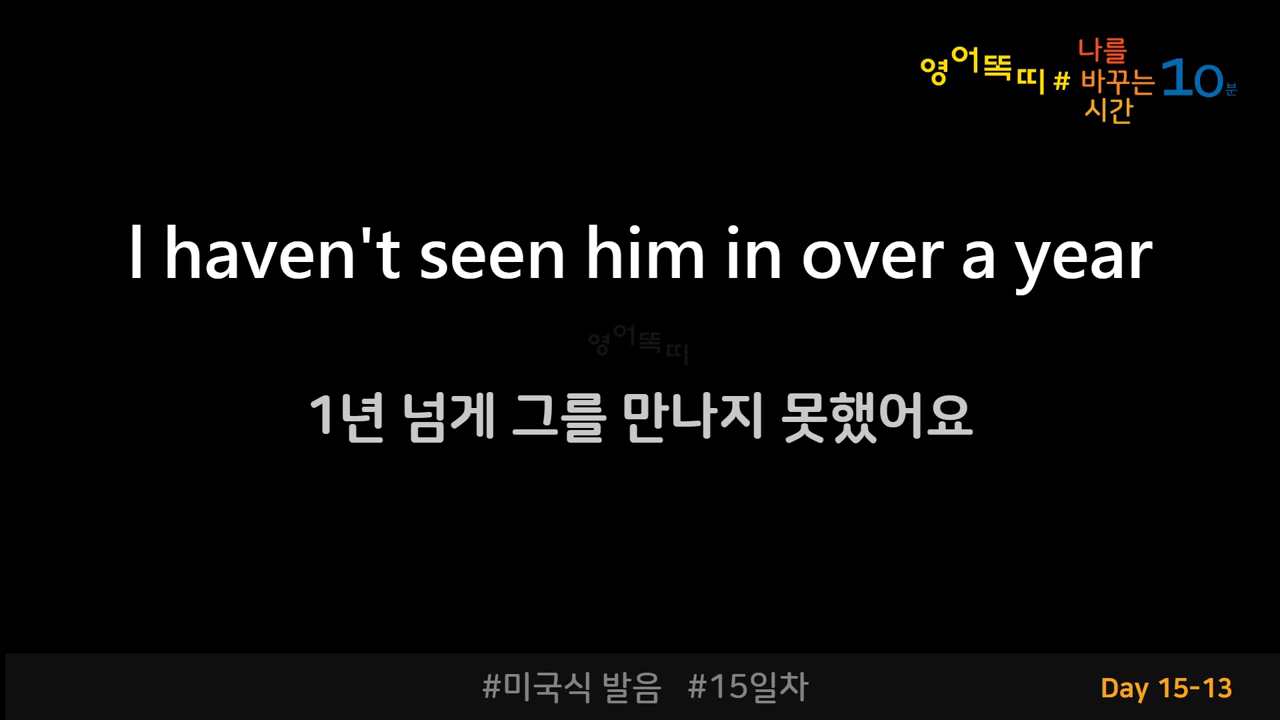 영어똑띠 # 나를 바꾸는 시간 10분
I haven't seen him in over a year
영어똑띠
1년 넘게 그를 만나지 못했어요
#미국식 발음 #15일차
Day 15-13